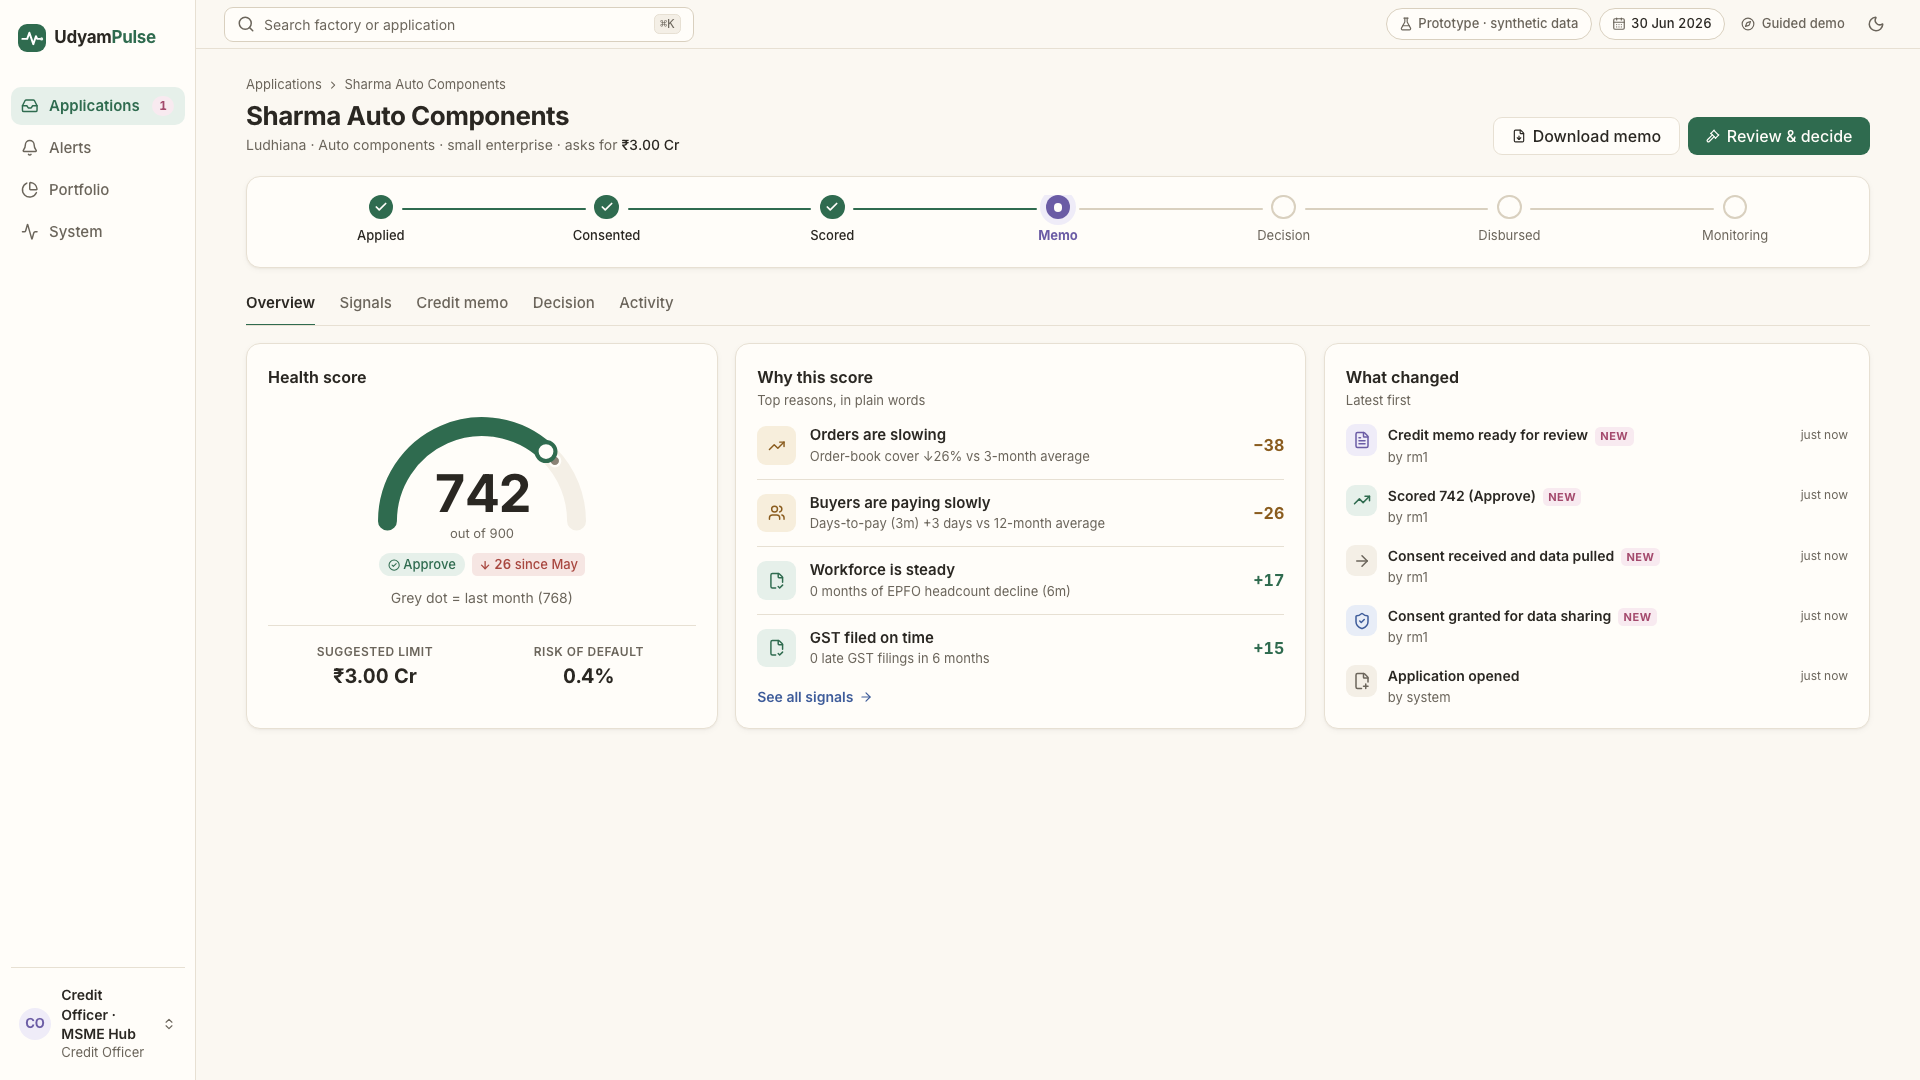 UdyamPulse
Search factory or application
⌘K
Prototype · synthetic data
30 Jun 2026
Guided demo
Applications 1
Alerts
Portfolio
System
Applications › Sharma Auto Components
Sharma Auto Components
Ludhiana · Auto components · small enterprise · asks for ₹3.00 Cr
Download memo
Review & decide
Applied
Consented
Scored
Memo
Decision
Disbursed
Monitoring
Overview
Signals
Credit memo
Decision
Activity
Health score
742
out of 900
Approve
↓ 26 since May
Grey dot = last month (768)
SUGGESTED LIMIT
₹3.00 Cr
RISK OF DEFAULT
0.4%
Why this score
Top reasons, in plain words
Orders are slowing
Order-book cover ↓26% vs 3-month average
−38
Buyers are paying slowly
Days-to-pay (3m) +3 days vs 12-month average
−26
Workforce is steady
0 months of EPFO headcount decline (6m)
+17
GST filed on time
0 late GST filings in 6 months
+15
See all signals →
What changed
Latest first
Credit memo ready for review NEW
just now
by rm1
Scored 742 (Approve) NEW
just now
by rm1
Consent received and data pulled NEW
just now
by rm1
Consent granted for data sharing NEW
just now
by rm1
Application opened
just now
by system
CO
Credit
Officer ·
MSME Hub
Credit Officer